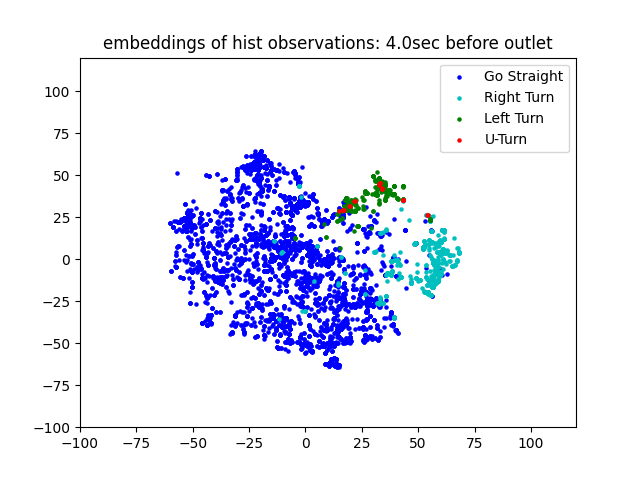 embeddings of hist observations: 4.0sec before outlet
Go Straight
Right Turn
Left Turn
U-Turn
100
75
50
25
0
−25
−50
−75
−100
−100 −75 −50 −25 0 25 50 75 100